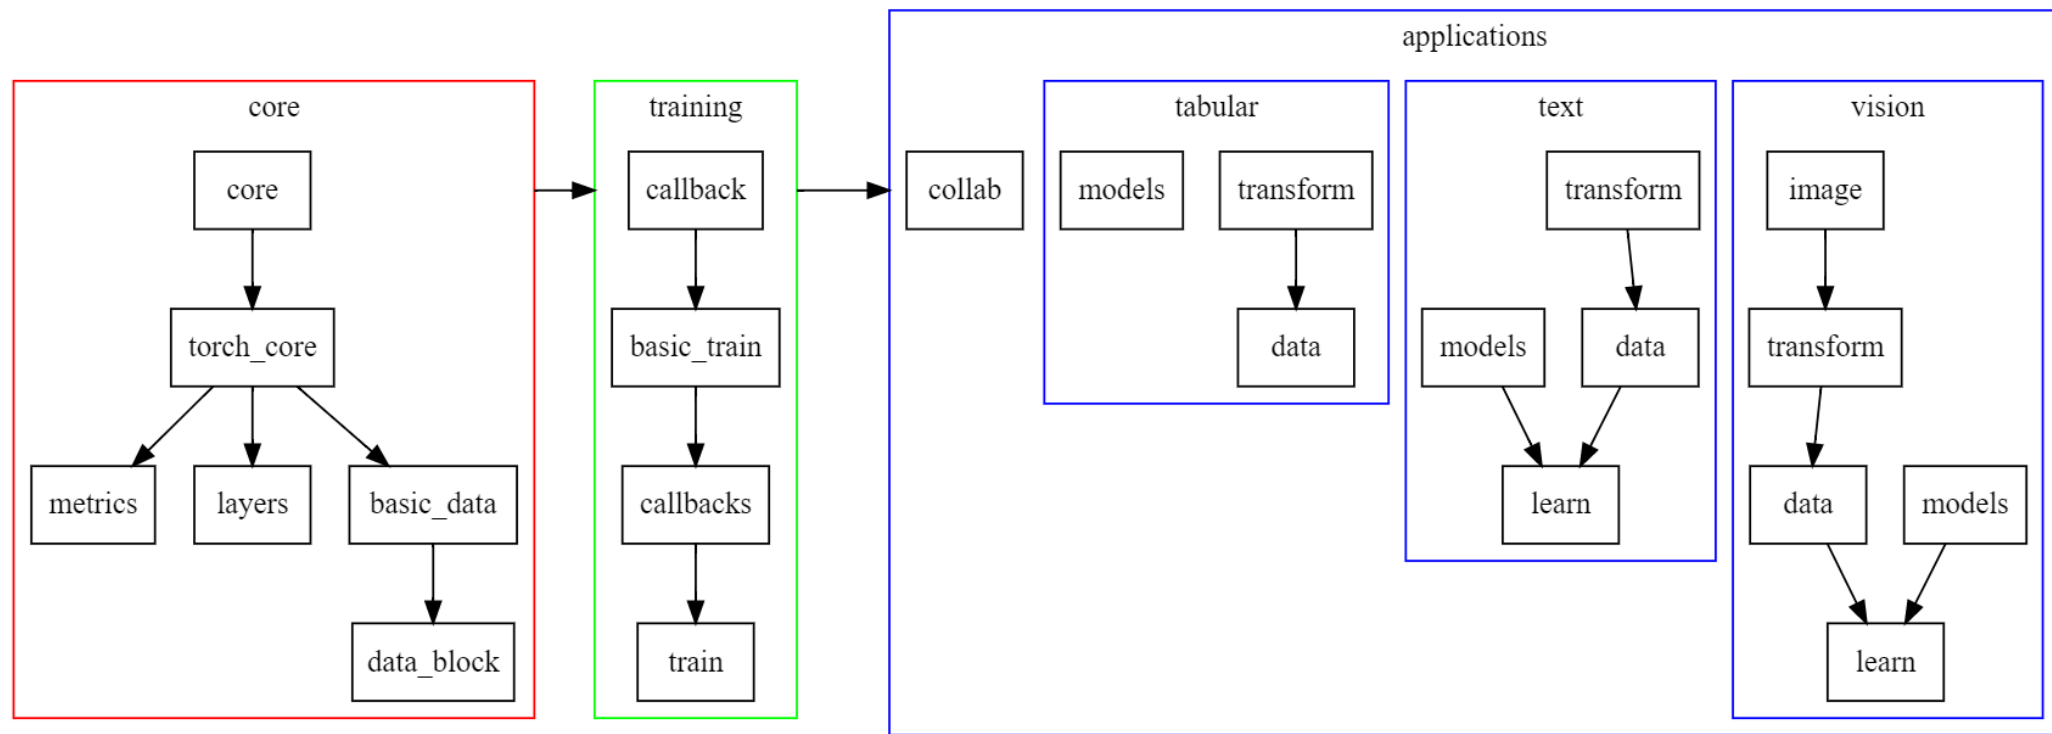 applications
core
training
tabular
text
vision
core
callback
collab
models
transform
transform
image
torch_core
basic_train
data
models
data
transform
metrics
layers
basic_data
callbacks
learn
data
models
data_block
train
learn